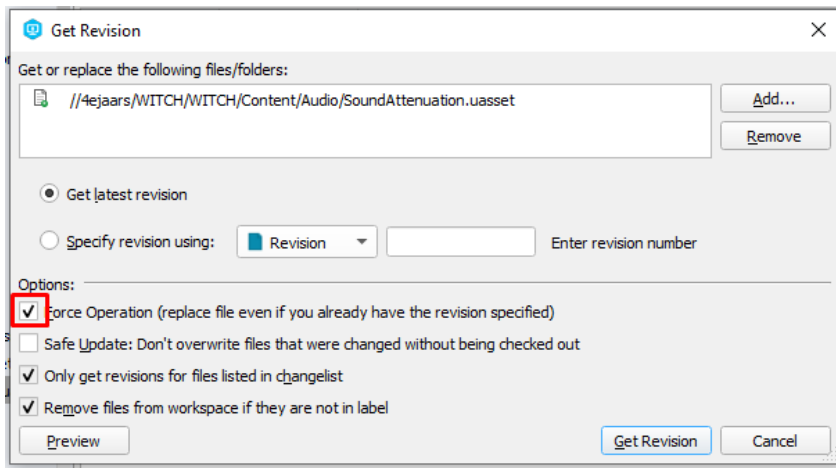 Get Revision
Get or replace the following files/folders:
//4ejaars/WITCH/WITCH/Content/Audio/SoundAttenuation.uasset
Add...
Remove
Get latest revision
Specify revision using:
Revision
Enter revision number
Options:
Force Operation (replace file even if you already have the revision specified)
Safe Update: Don't overwrite files that were changed without being checked out
Only get revisions for files listed in changelist
Remove files from workspace if they are not in label
Preview
Get Revision
Cancel